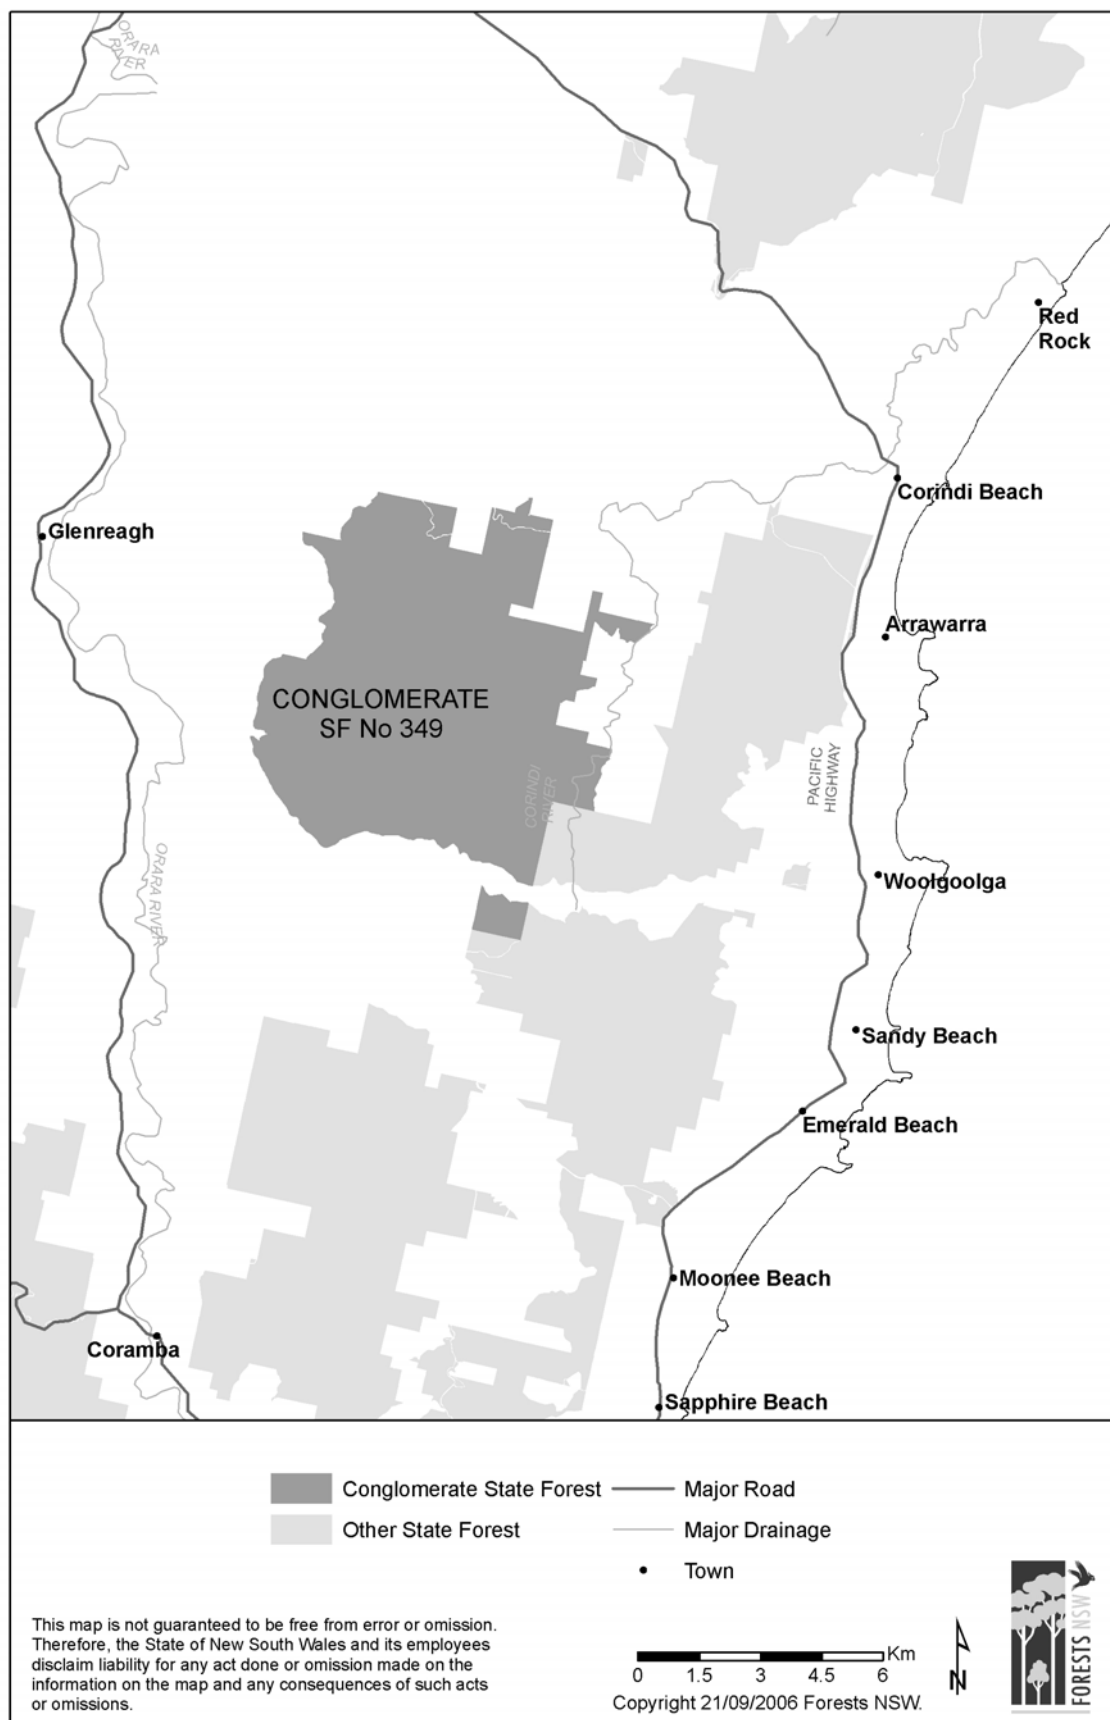 ORARA
RIVER
Red
Rock
Corindi Beach
Glenreagh
Arrawarra
CONGLOMERATE
SF No 349
CORINDI
RIVER
PACIFIC
HIGHWAY
ORARA RIVER
Woolgoolga
Sandy Beach
Emerald Beach
Moonee Beach
Coramba
Sapphire Beach
Conglomerate State Forest
Major Road
Other State Forest
Major Drainage
Town
This map is not guaranteed to be free from error or omission.
Therefore, the State of New South Wales and its employees
disclaim liability for any act done or omission made on the
information on the map and any consequences of such acts
or omissions.
Km
0 1.5 3 4.5 6
Copyright 21/09/2006 Forests NSW.
N
FORESTS NSW